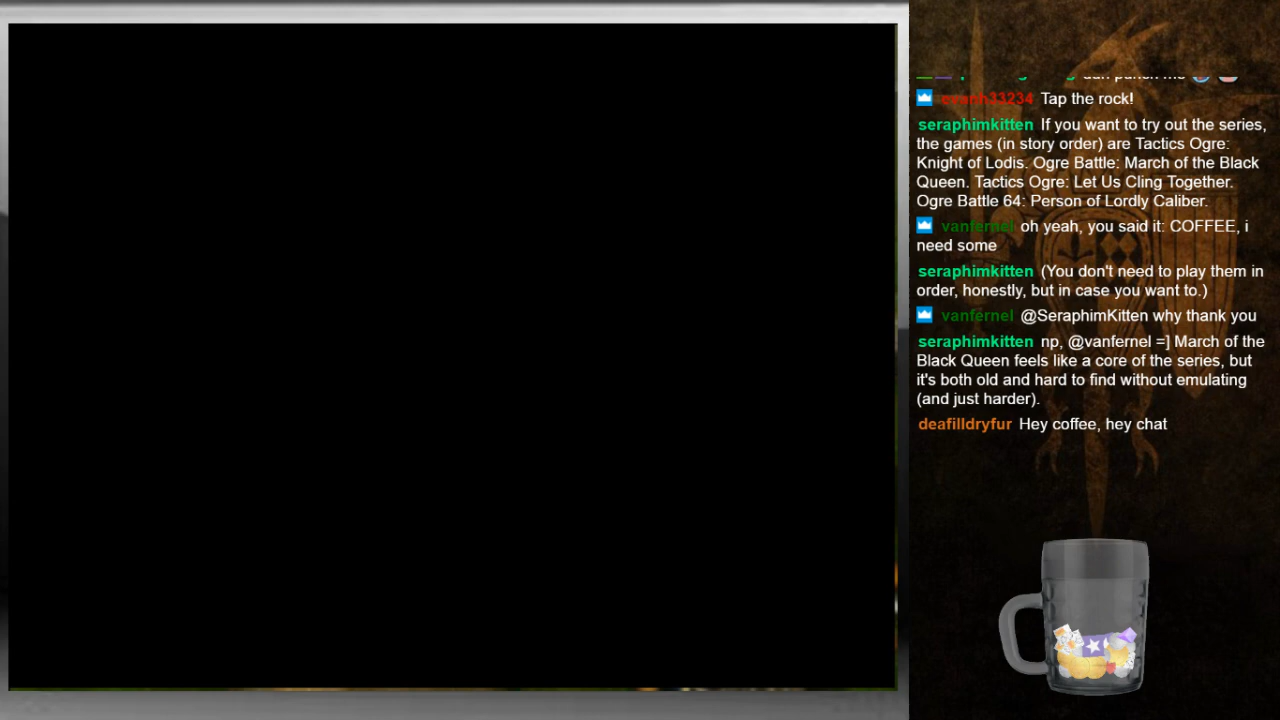 evanh33234 Tap the rock!
seraphimkitten If you want to try out the series,
the games (in story order) are Tactics Ogre:
Knight of Lodis. Ogre Battle: March of the Black
Queen. Tactics Ogre: Let Us Cling Together.
Ogre Battle 64: Person of Lordly Caliber.
vanfernel oh yeah, you said it: COFFEE, i
need some
seraphimkitten (You don't need to play them in
order, honestly, but in case you want to.)
vanfernel @SeraphimKitten why thank you
seraphimkitten np, @vanfernel =] March of the
Black Queen feels like a core of the series, but
it's both old and hard to find without emulating
(and just harder).
deafilldryfur Hey coffee, hey chat